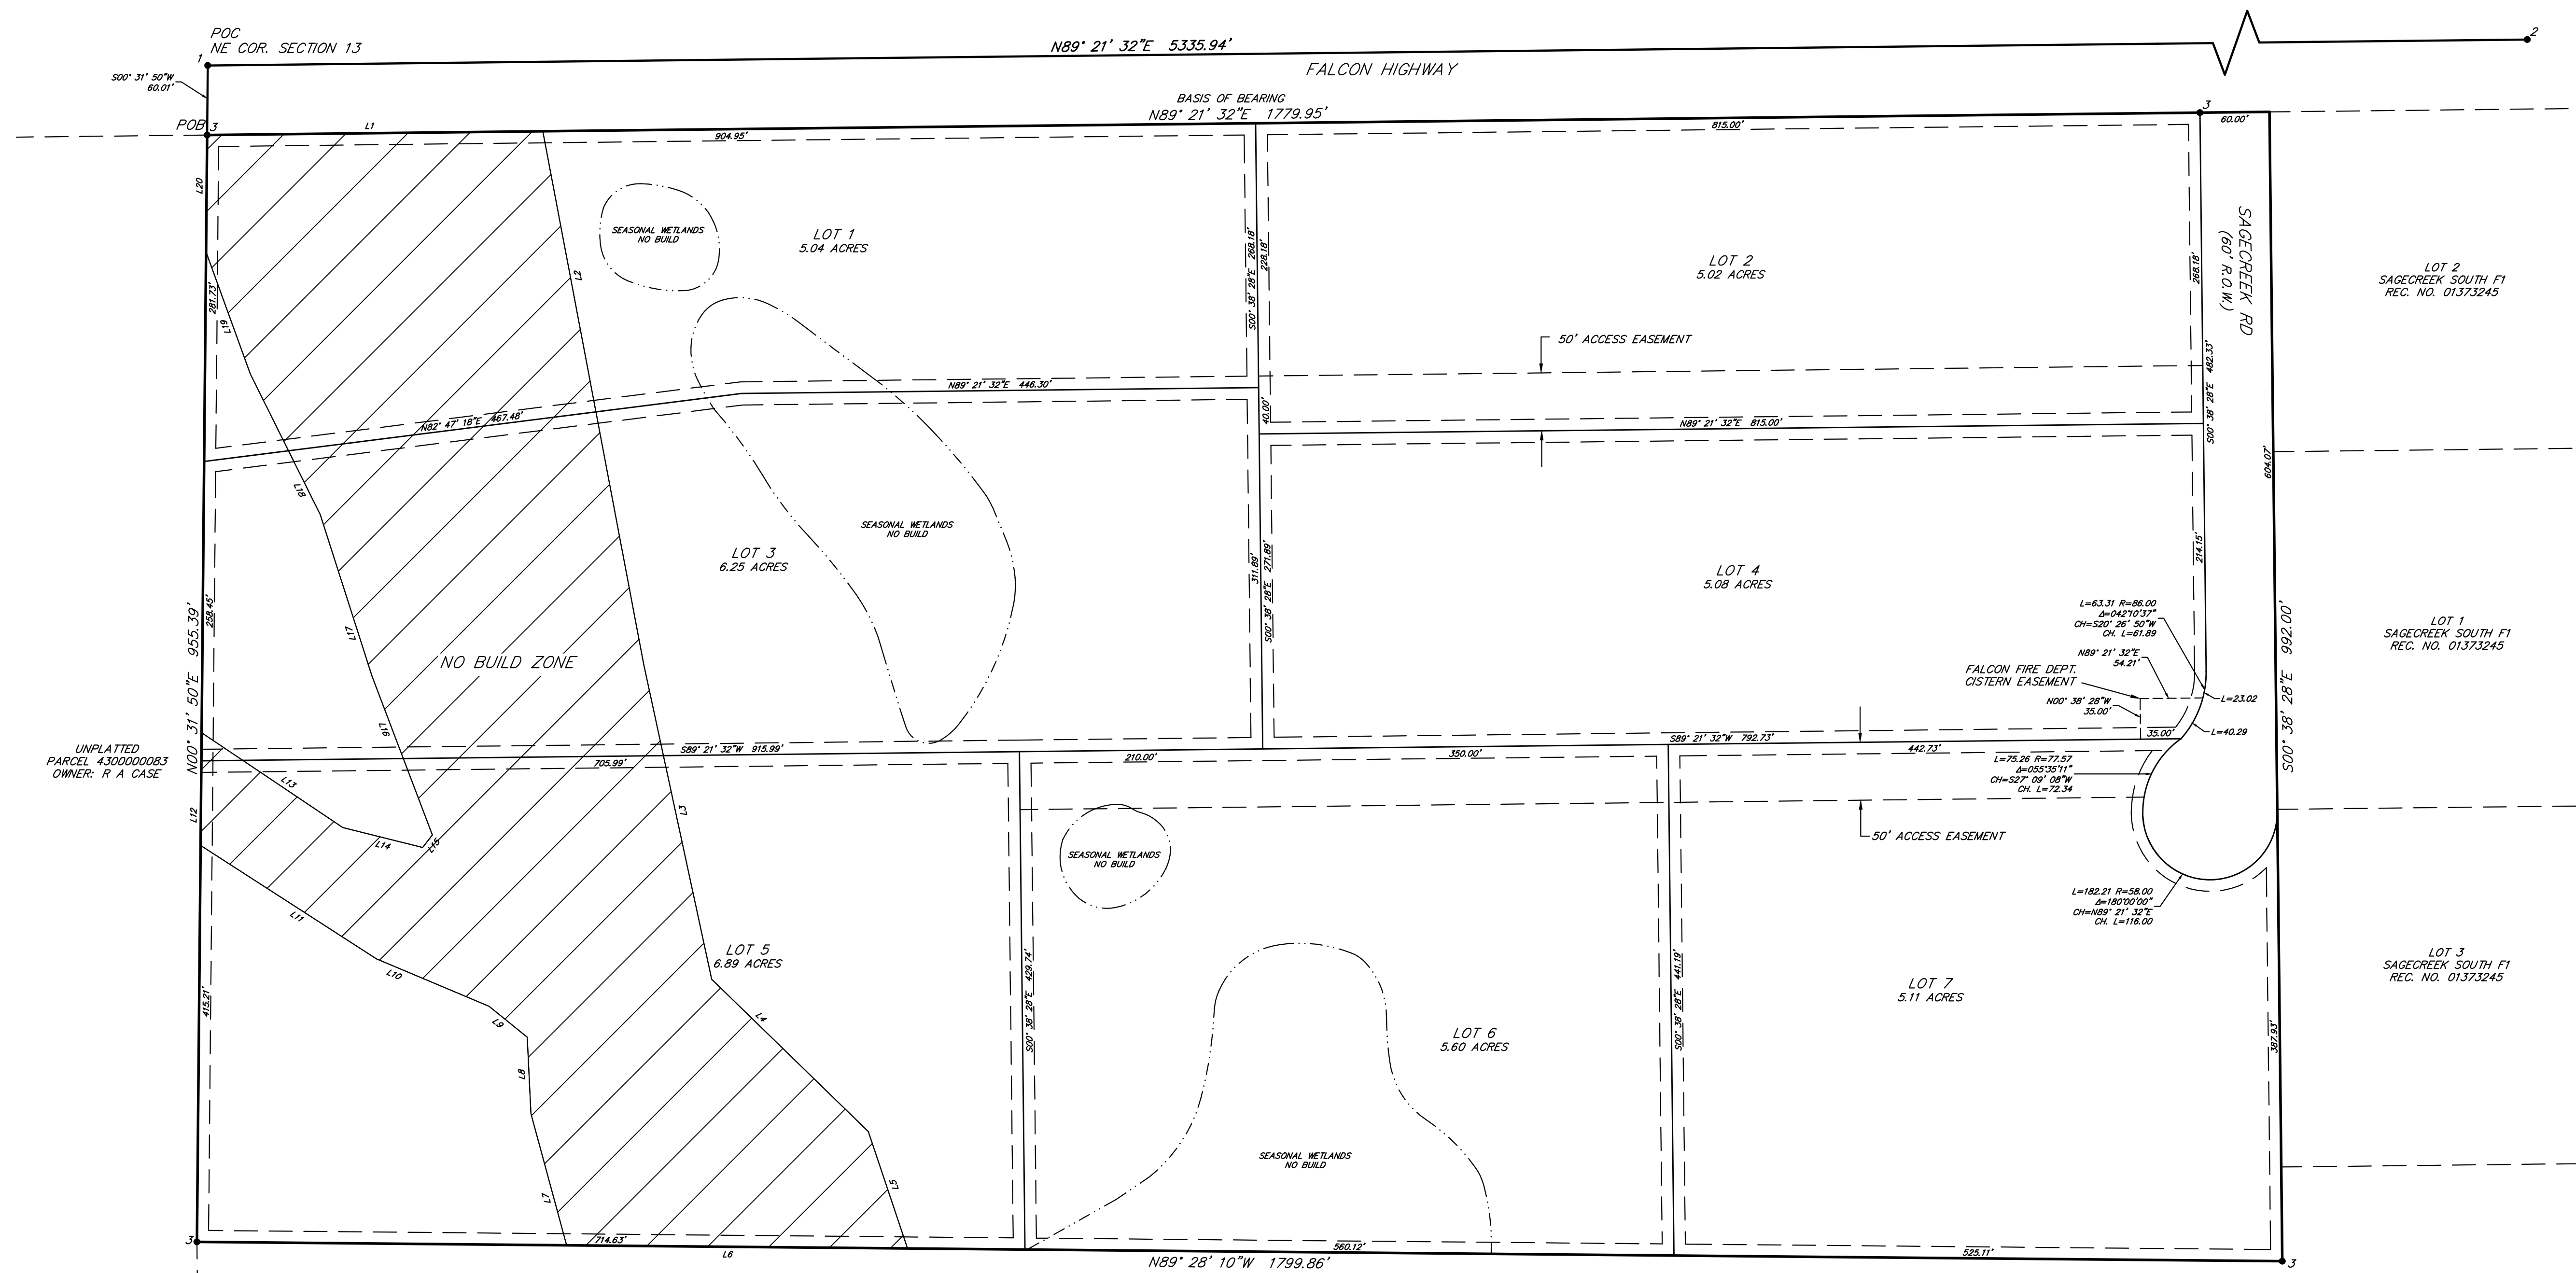 POC
NE COR. SECTION 13
1
N89° 21' 32"E 5335.94'
2
FALCON HIGHWAY
S00° 31' 50"W
60.01'
BASIS OF BEARING
N89° 21' 32"E 1779.95'
POB
3
L1
904.95'
815.00'
3
60.00'
L20
L2
SEASONAL WETLANDS
NO BUILD
LOT 1
5.04 ACRES
S00° 38' 28"E 268.18'
228.18'
LOT 2
5.02 ACRES
268.18'
SAGECREEK RD
(60' R.O.W.)
LOT 2
SAGECREEK SOUTH F1
REC. NO. 01373245
281.73'
L19
50' ACCESS EASEMENT
S00° 38' 28"E 482.33'
N89° 21' 32"E 446.30'
N82° 47' 18"E 467.48'
40.00'
N89° 21' 32"E 815.00'
604.07'
L18
SEASONAL WETLANDS
NO BUILD
LOT 3
6.25 ACRES
311.89'
S00° 38' 28"E 271.89'
LOT 4
5.08 ACRES
214.15'
L=63.31 R=86.00
Δ=042°10'37"
CH=S20° 26' 50"W
CH. L=61.89
LOT 1
SAGECREEK SOUTH F1
REC. NO. 01373245
258.45'
L17
N00° 31' 50"E 955.39'
NO BUILD ZONE
N89° 21' 32"E
54.21'
FALCON FIRE DEPT.
CISTERN EASEMENT
N00° 38' 28"W
35.00'
L=23.02
L=40.29
S00° 38' 28"E 992.00'
L16
UNPLATTED
PARCEL 4300000083
OWNER: R A CASE
S89° 21' 32"W 915.99'
705.99'
210.00'
350.00'
S89° 21' 32"W 792.73'
442.73'
35.00'
L=75.26 R=77.57
Δ=055°35'11"
CH=S27° 09' 08"W
CH. L=72.34
L13
L12
L3
L14
L15
50' ACCESS EASEMENT
SEASONAL WETLANDS
NO BUILD
L=182.21 R=58.00
Δ=180°00'00"
CH=N89° 21' 32"E
CH. L=116.00
L11
L10
LOT 5
6.89 ACRES
LOT 3
SAGECREEK SOUTH F1
REC. NO. 01373245
415.21'
L9
L4
S00° 38' 28"E 429.74'
S00° 38' 28"E 441.19'
LOT 7
5.11 ACRES
LOT 6
5.60 ACRES
387.93'
L8
SEASONAL WETLANDS
NO BUILD
L7
L5
3
714.63'
L6
560.12'
525.11'
N89° 28' 10"W 1799.86'
3